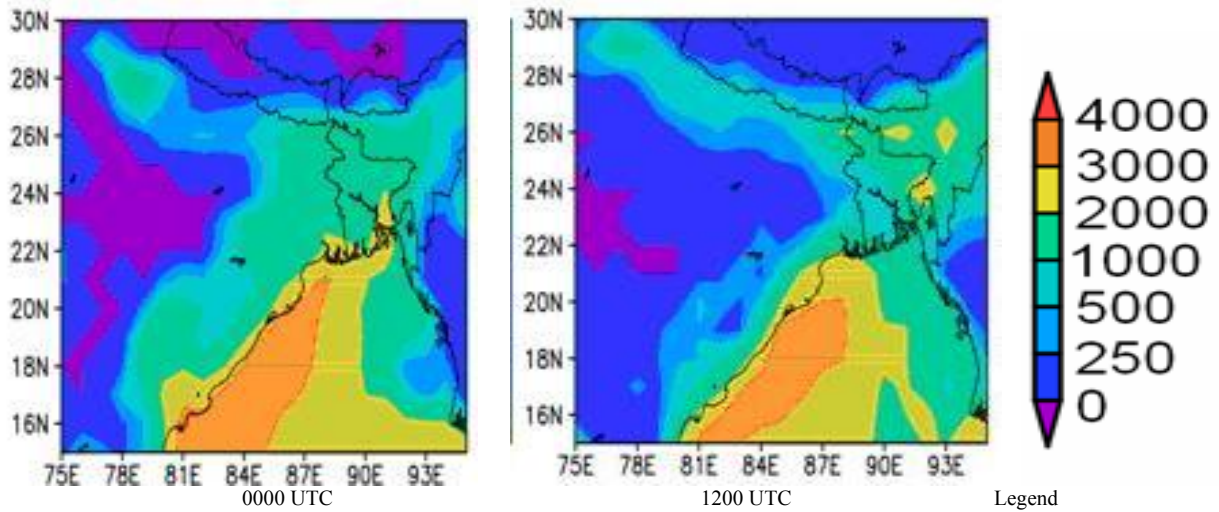 30N
28N
26N
24N
22N
20N
18N
16N
75E 78E 81E 84E 87E 90E 93E
0000 UTC
30N
28N
26N
24N
22N
20N
18N
16N
75E 78E 81E 84E 87E 90E 93E
1200 UTC
4000
3000
2000
1000
500
250
0
Legend